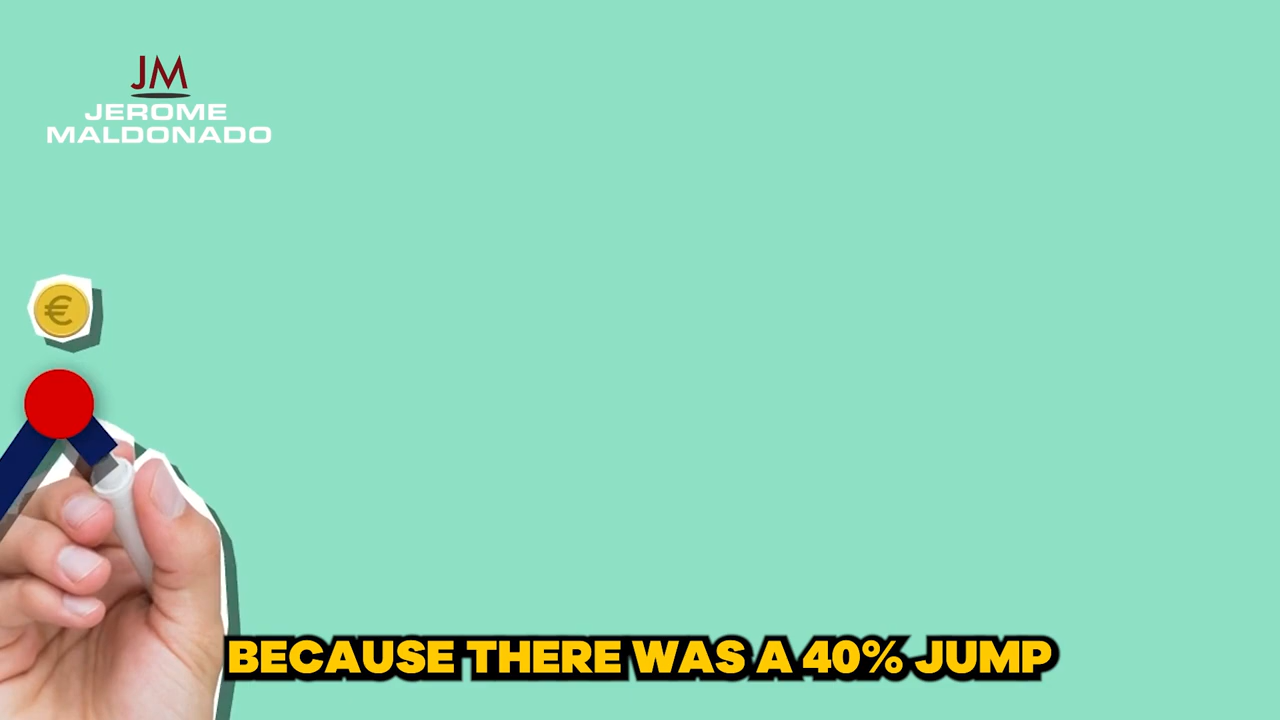 JM
JEROME
MALDONADO
€
BECAUSE THERE WAS A 40% JUMP